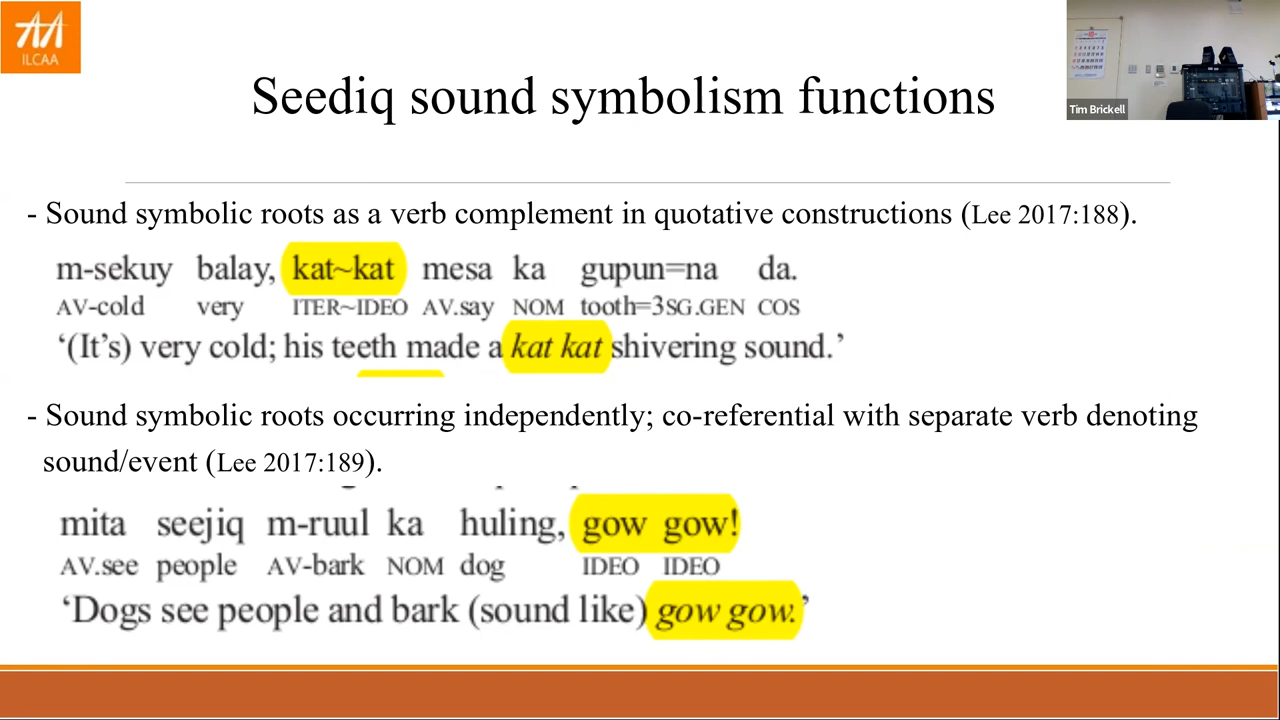 ILCAA
Tim Brickell
Seediq sound symbolism functions
- Sound symbolic roots as a verb complement in quotative constructions (Lee 2017:188).
m-sekuy balay, kat~kat mesa ka gupun=na da.
AV-cold very ITER~IDEO AV.say NOM tooth=3SG.GEN COS
‘(It’s) very cold; his teeth made a kat kat shivering sound.’
- Sound symbolic roots occurring independently; co-referential with separate verb denoting
sound/event (Lee 2017:189).
mita seejiq m-ruul ka huling, gow gow!
AV.see people AV-bark NOM dog IDEO IDEO
‘Dogs see people and bark (sound like) gow gow.’